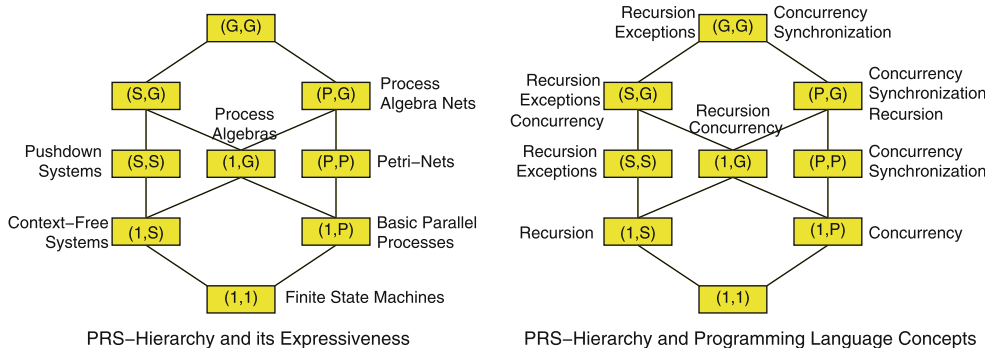 (G,G)
(S,G)
(P,G)
Process
Algebra Nets
Process
Algebras
Pushdown
Systems
(S,S)
(1,G)
(P,P)
Petri−Nets
Context−Free
Systems
(1,S)
(1,P)
Basic Parallel
Processes
(1,1)
Finite State Machines
PRS−Hierarchy and its Expressiveness
Recursion
Exceptions
(G,G)
Concurrency
Synchronization
Recursion
Exceptions
Concurrency
(S,G)
(P,G)
Concurrency
Synchronization
Recursion
Recursion
Concurrency
Recursion
Exceptions
(S,S)
(1,G)
(P,P)
Concurrency
Synchronization
Recursion
(1,S)
(1,P)
Concurrency
(1,1)
PRS−Hierarchy and Programming Language Concepts